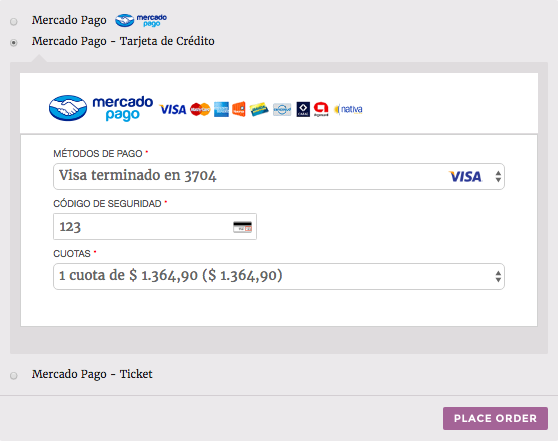 Mercado Pago mercado pago
Mercado Pago - Tarjeta de Crédito
mercado pago VISA nativa
MÉTODOS DE PAGO *
Visa terminado en 3704 VISA
CÓDIGO DE SEGURIDAD *
123
CUOTAS *
1 cuota de $ 1.364,90 ($ 1.364,90)
Mercado Pago - Ticket
PLACE ORDER